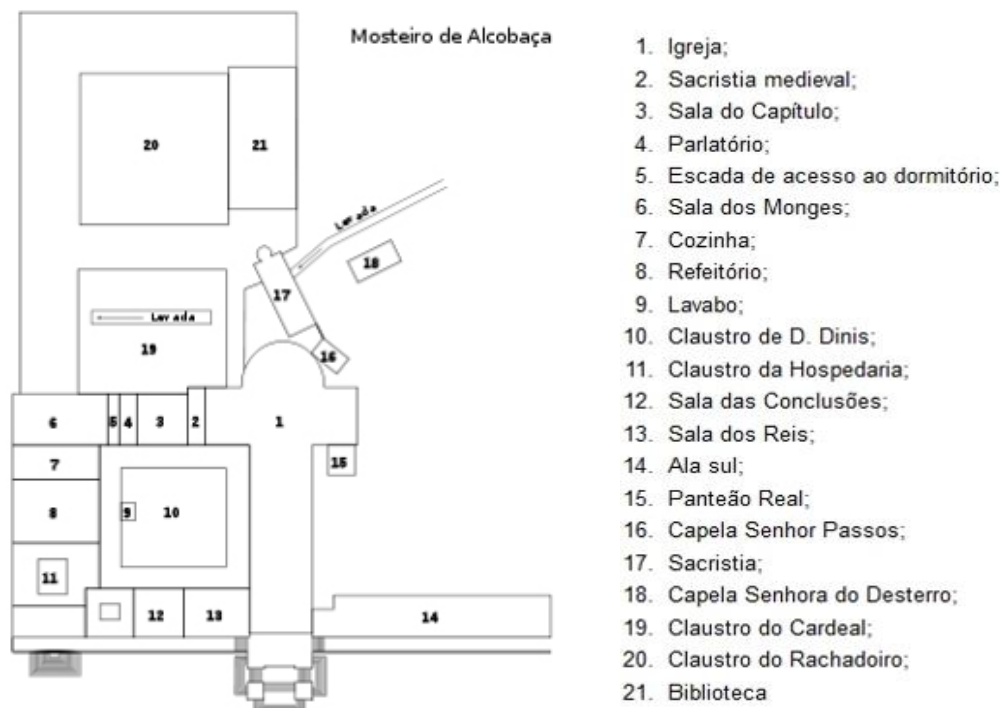 Mosteiro de Alcobaça
1. Igreja;
2. Sacristia medieval;
3. Sala do Capítulo;
4. Parlatório;
5. Escada de acesso ao dormitório;
6. Sala dos Monges;
7. Cozinha;
8. Refeitório;
9. Lavabo;
10. Claustro de D. Dinis;
11. Claustro da Hospedaria;
12. Sala das Conclusões;
13. Sala dos Reis;
14. Ala sul;
15. Panteão Real;
16. Capela Senhor Passos;
17. Sacristia;
18. Capela Senhora do Desterro;
19. Claustro do Cardeal;
20. Claustro do Rachadoiro;
21. Biblioteca
20
21
Levada
18
17
Levada
19
16
6
5
4
3
2
1
7
15
8
9
10
11
12
13
14